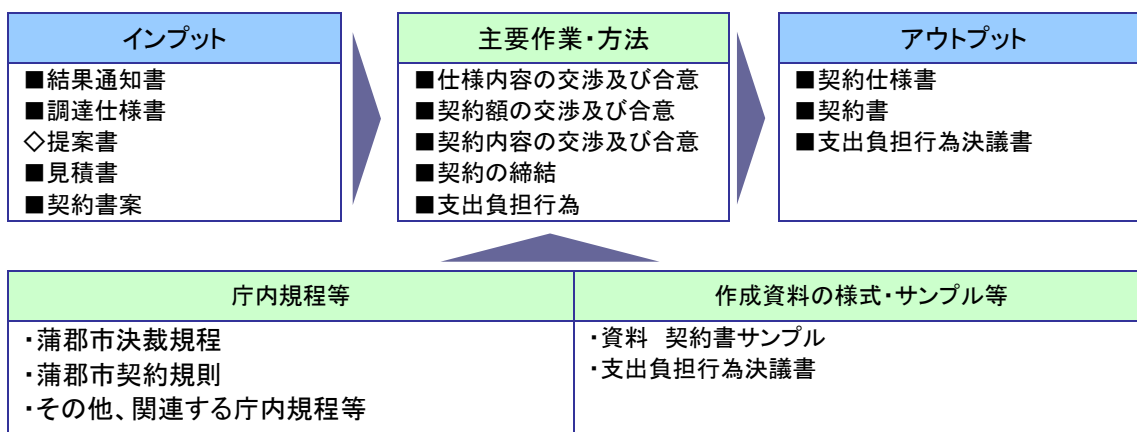 インプット
■結果通知書
■調達仕様書
◇提案書
■見積書
■契約書案
主要作業・方法
■仕様内容の交渉及び合意
■契約額の交渉及び合意
■契約内容の交渉及び合意
■契約の締結
■支出負担行為
アウトプット
■契約仕様書
■契約書
■支出負担行為決議書
庁内規程等
・蒲郡市決裁規程
・蒲郡市契約規則
・その他、関連する庁内規程等
作成資料の様式・サンプル等
・資料　契約書サンプル
・支出負担行為決議書